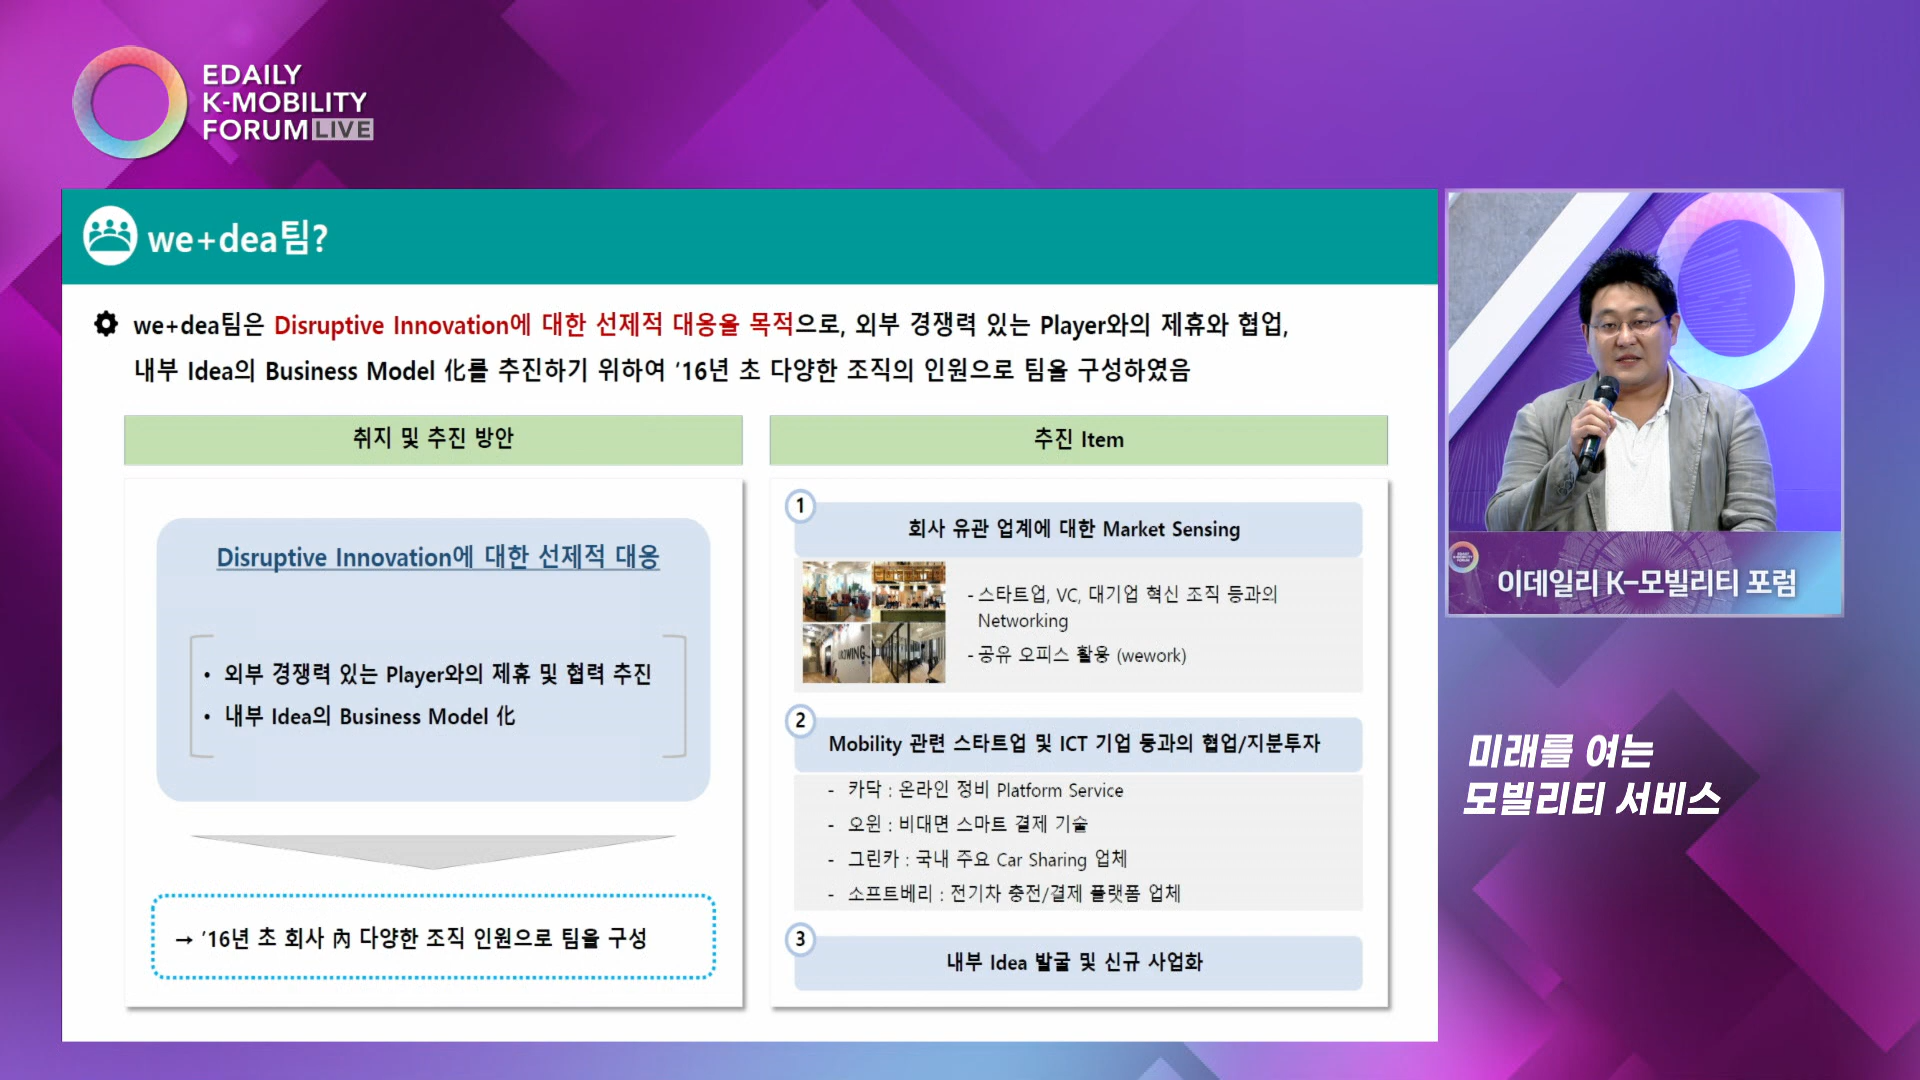 EDAILY
K-MOBILITY
FORUM LIVE
we+dea팀?
we+dea팀은 Disruptive Innovation에 대한 선제적 대응을 목적으로, 외부 경쟁력 있는 Player와의 제휴와 협업,
내부 Idea의 Business Model 化를 추진하기 위하여 '16년 초 다양한 조직의 인원으로 팀을 구성하였음
취지 및 추진 방안
Disruptive Innovation에 대한 선제적 대응
• 외부 경쟁력 있는 Player와의 제휴 및 협력 추진
• 내부 Idea의 Business Model 化
→ '16년 초 회사 內 다양한 조직 인원으로 팀을 구성
추진 Item
1
회사 유관 업계에 대한 Market Sensing
- 스타트업, VC, 대기업 혁신 조직 등과의
Networking
- 공유 오피스 활용 (wework)
2
Mobility 관련 스타트업 및 ICT 기업 등과의 협업/지분투자
- 카닥 : 온라인 정비 Platform Service
- 오윈 : 비대면 스마트 결제 기술
- 그린카 : 국내 주요 Car Sharing 업체
- 소프트베리 : 전기차 충전/결제 플랫폼 업체
3
내부 Idea 발굴 및 신규 사업화
이데일리 K-모빌리티 포럼
미래를 여는
모빌리티 서비스